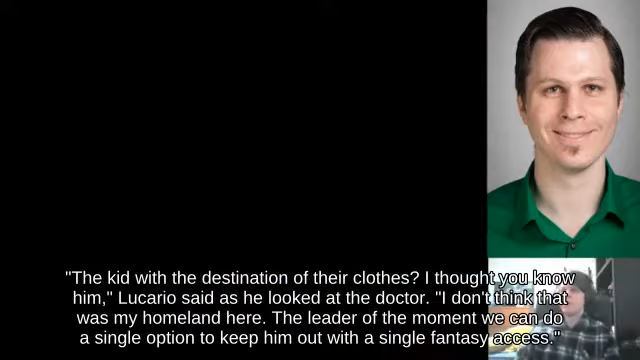 "The kid with the destination of their clothes? I thought you know
him," Lucario said as he looked at the doctor. "I don't think that
was my homeland here. The leader of the moment we can do
a single option to keep him out with a single fantasy access."